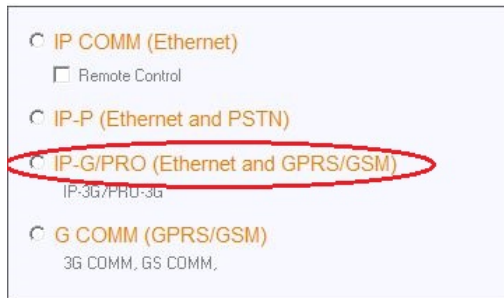 IP COMM (Ethernet)
Remote Control
IP-P (Ethernet and PSTN)
IP-G/PRO (Ethernet and GPRS/GSM)
IP-3G/PRO-3G
G COMM (GPRS/GSM)
3G COMM, GS COMM,